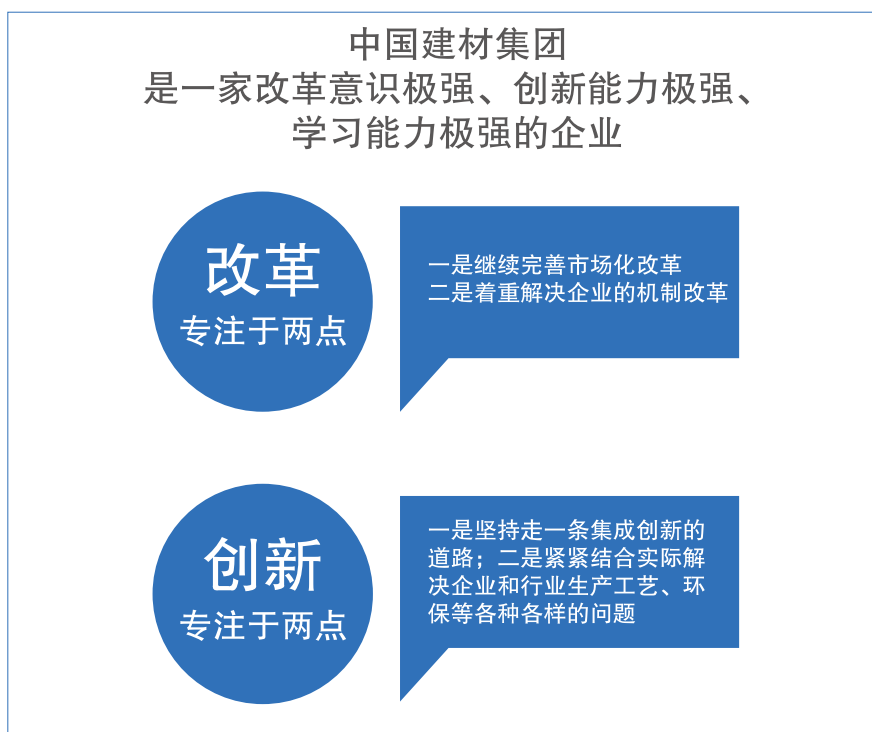 中国建材集团
是一家改革意识极强、创新能力极强、
学习能力极强的企业
改革
专注于两点
一是继续完善市场化改革
二是着重解决企业的机制改革
创新
专注于两点
一是坚持走一条集成创新的
道路；二是紧紧结合实际解
决企业和行业生产工艺、环
保等各种各样的问题